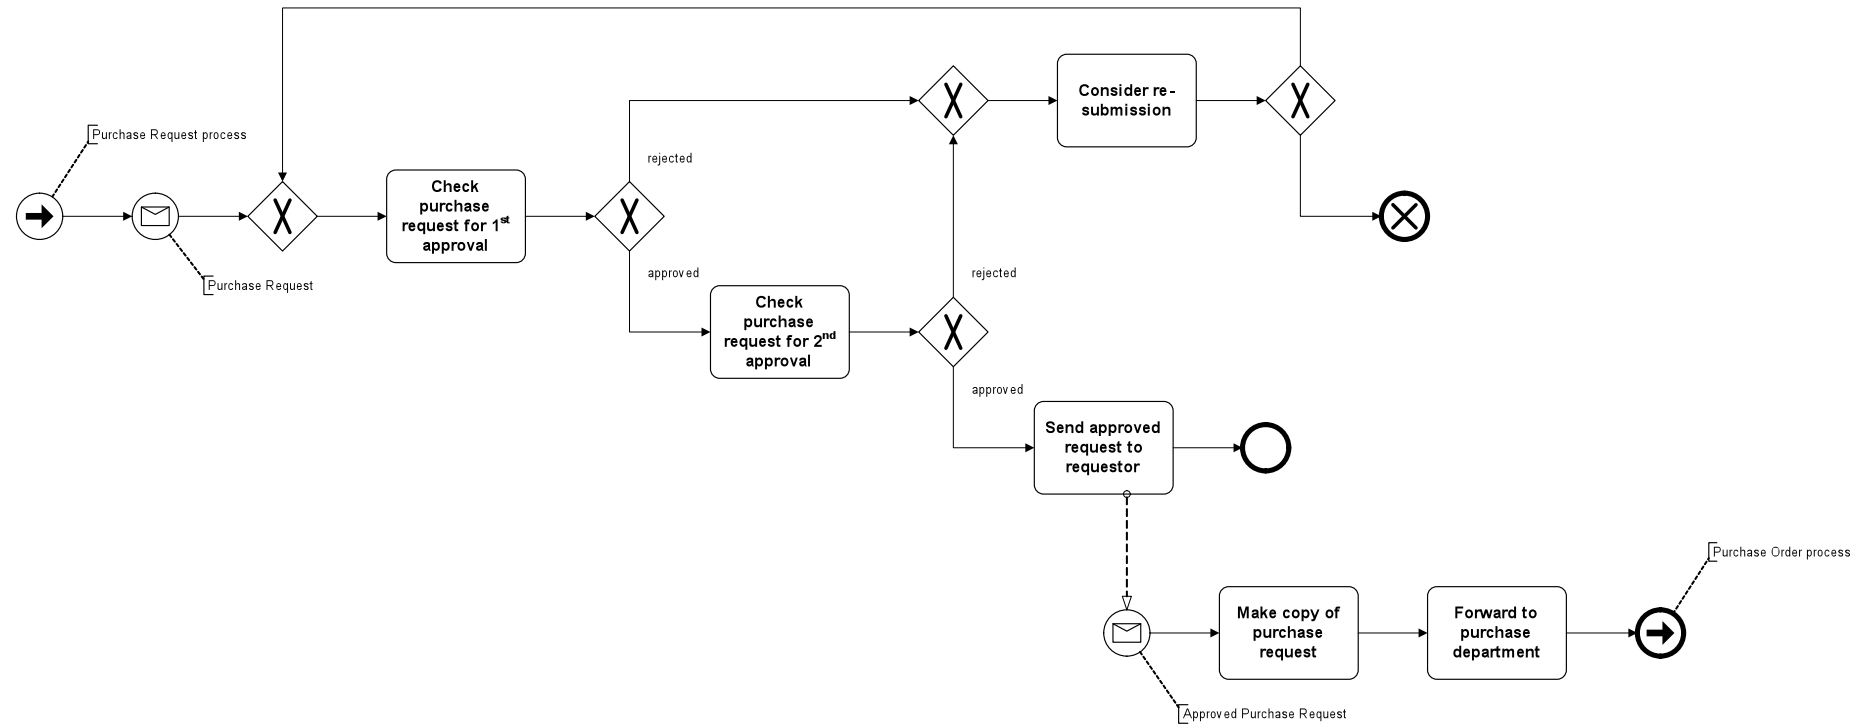 Purchase Request process
Purchase Request
Check
purchase
request for 1st
approval
rejected
approved
Check
purchase
request for 2nd
approval
Consider re-
submission
rejected
approved
Send approved
request to
requestor
Approved Purchase Request
Make copy of
purchase
request
Forward to
purchase
department
Purchase Order process